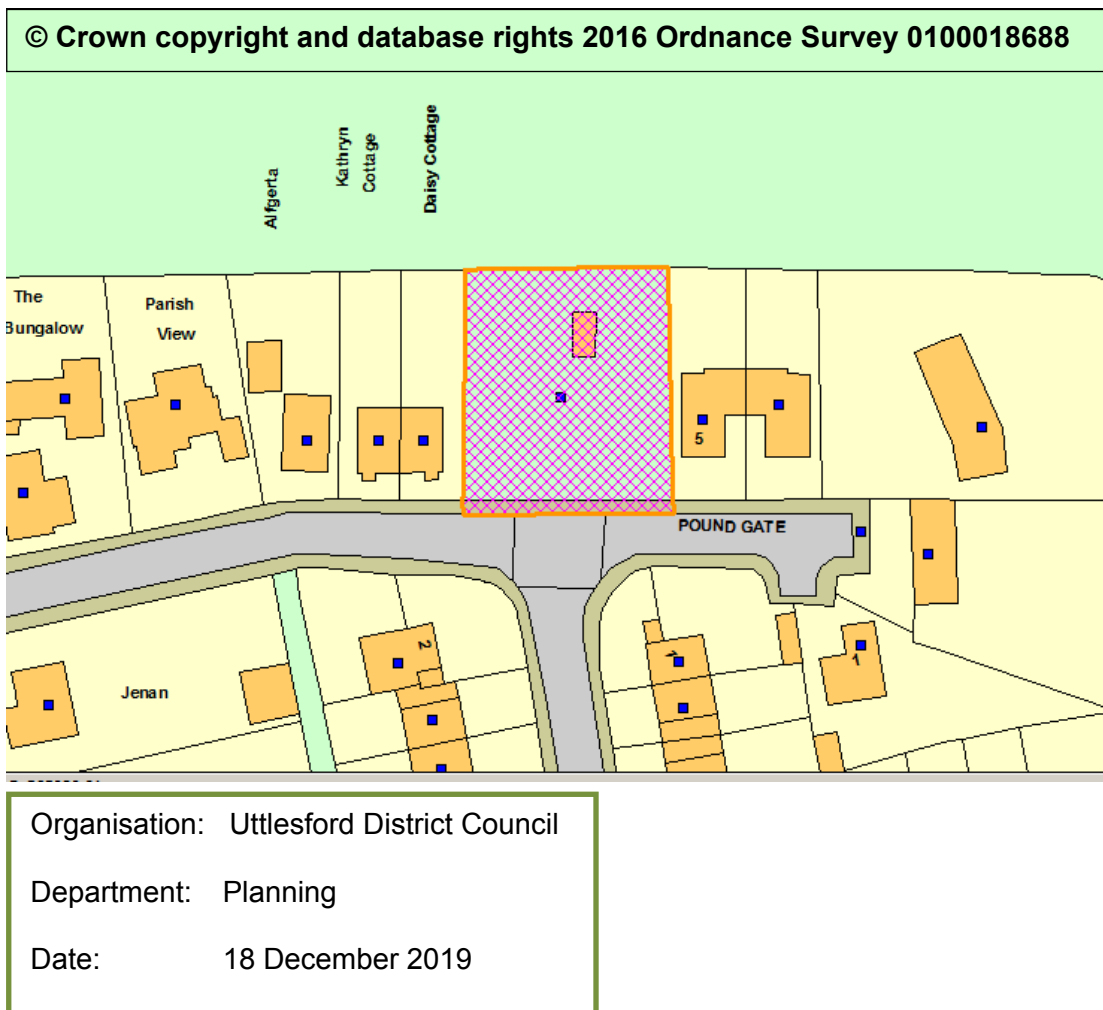 © Crown copyright and database rights 2016 Ordnance Survey 0100018688
Alfgerta
Kathryn
Cottage
Daisy Cottage
The
Bungalow
Parish
View
5
POUND GATE
2
1
1
Jenan
Organisation: Uttlesford District Council
Department: Planning
Date: 18 December 2019